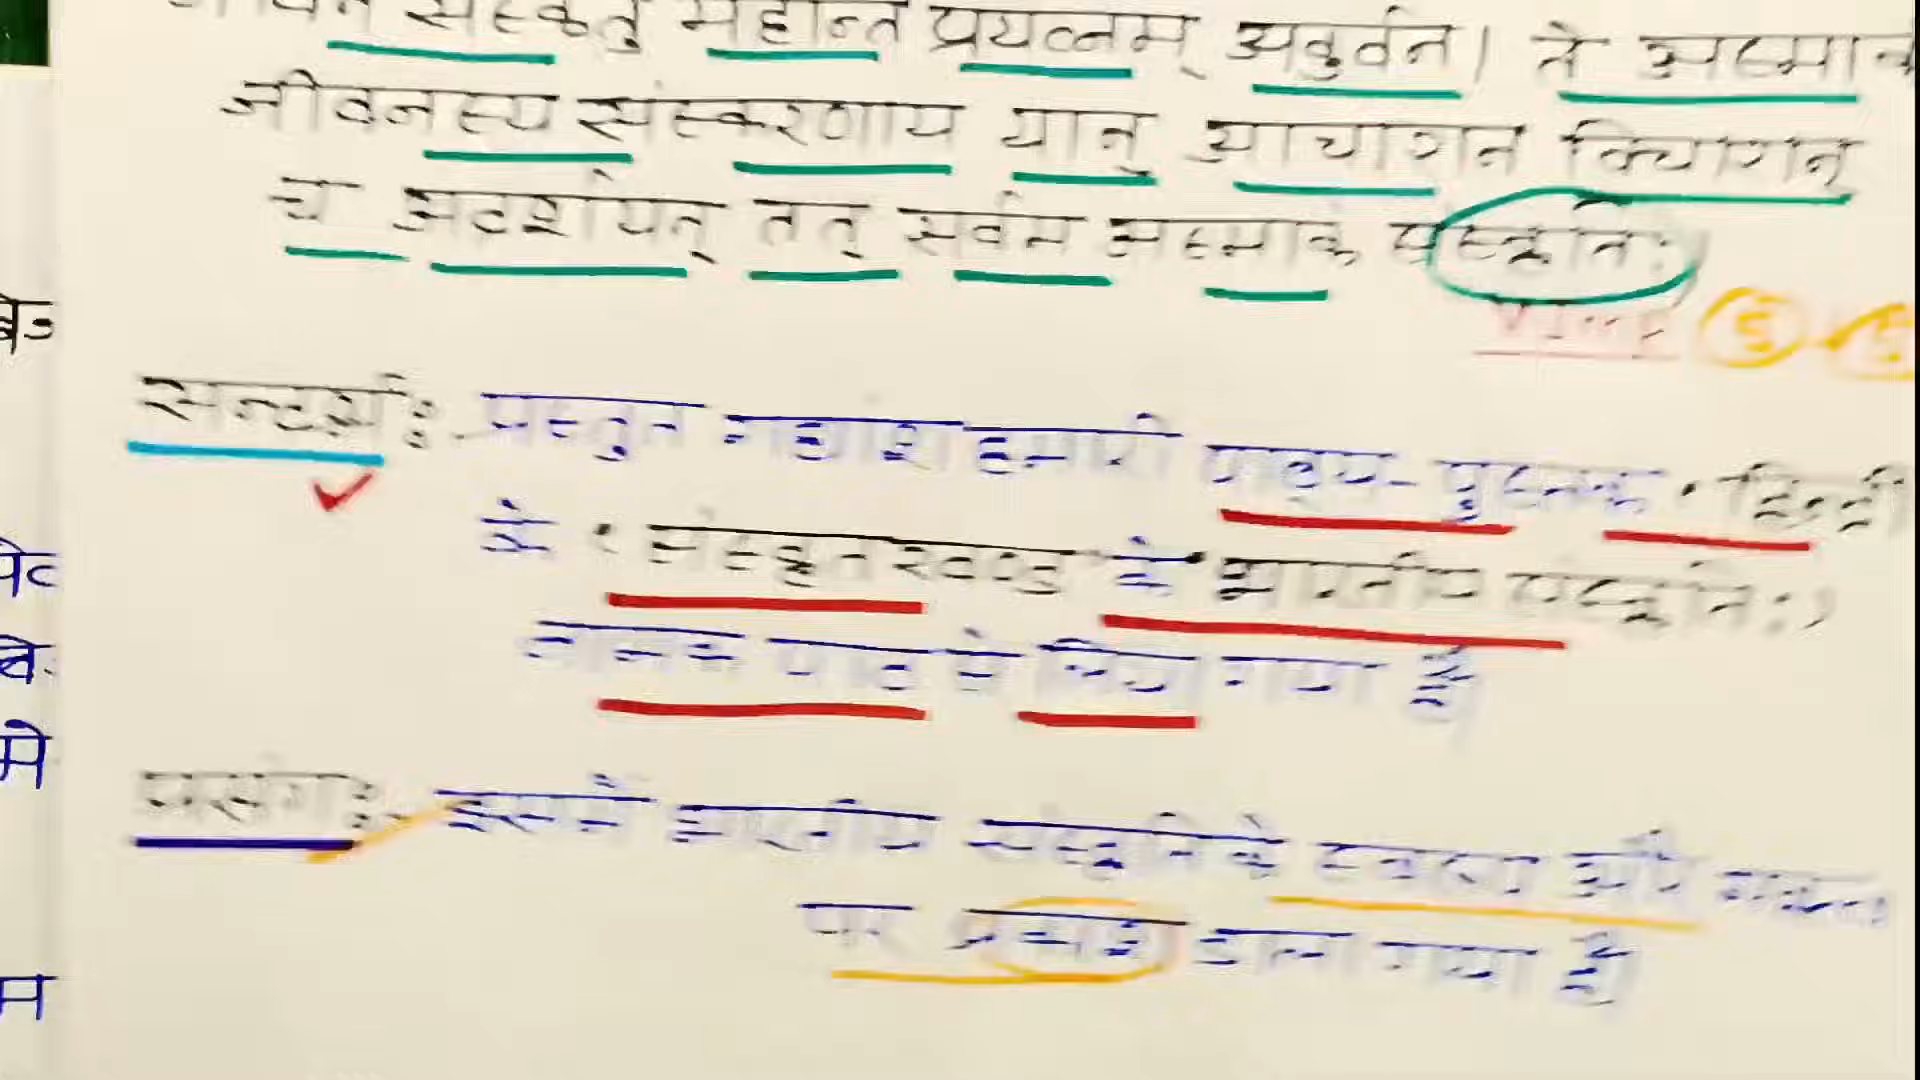 संस्कर्तुं महान्तं प्रयत्नम् अकुर्वन। ते अस्माकं
जीवनस्य संस्करणाय यान् आचारान विचारान्
च अदर्शयन् तत् सर्वम अस्माकं संस्कृतिः
सन्दर्भः प्रस्तुत गद्यांश हमारी पाठ्य-पुस्तक 'हिन्दी
के 'संस्कृत खण्ड के 'भारतीय संस्कृतिः'
नामक पाठ से लिया गया है।
प्रसंगः- इसमें भारतीय संस्कृति के स्वरूप और महत्व
पर प्रकाश डाला गया है।